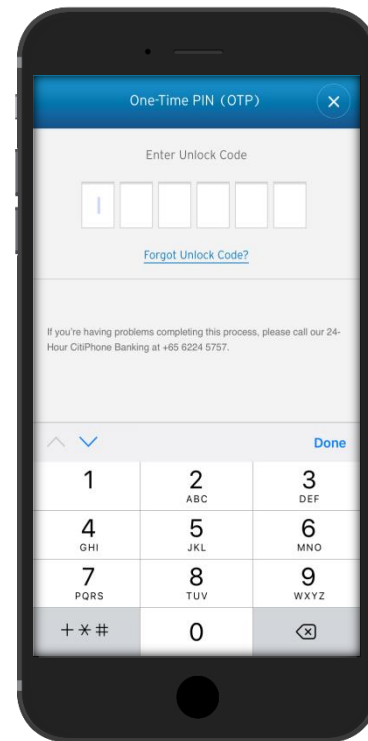 One-Time PIN (OTP)
Enter Unlock Code
Forgot Unlock Code?
If you're having problems completing this process, please call our 24-
Hour CitiPhone Banking at +65 6224 5757.
Done
1 2 3
ABC DEF
4 5 6
GHI JKL MNO
7 8 9
PQRS TUV WXYZ
+*# 0